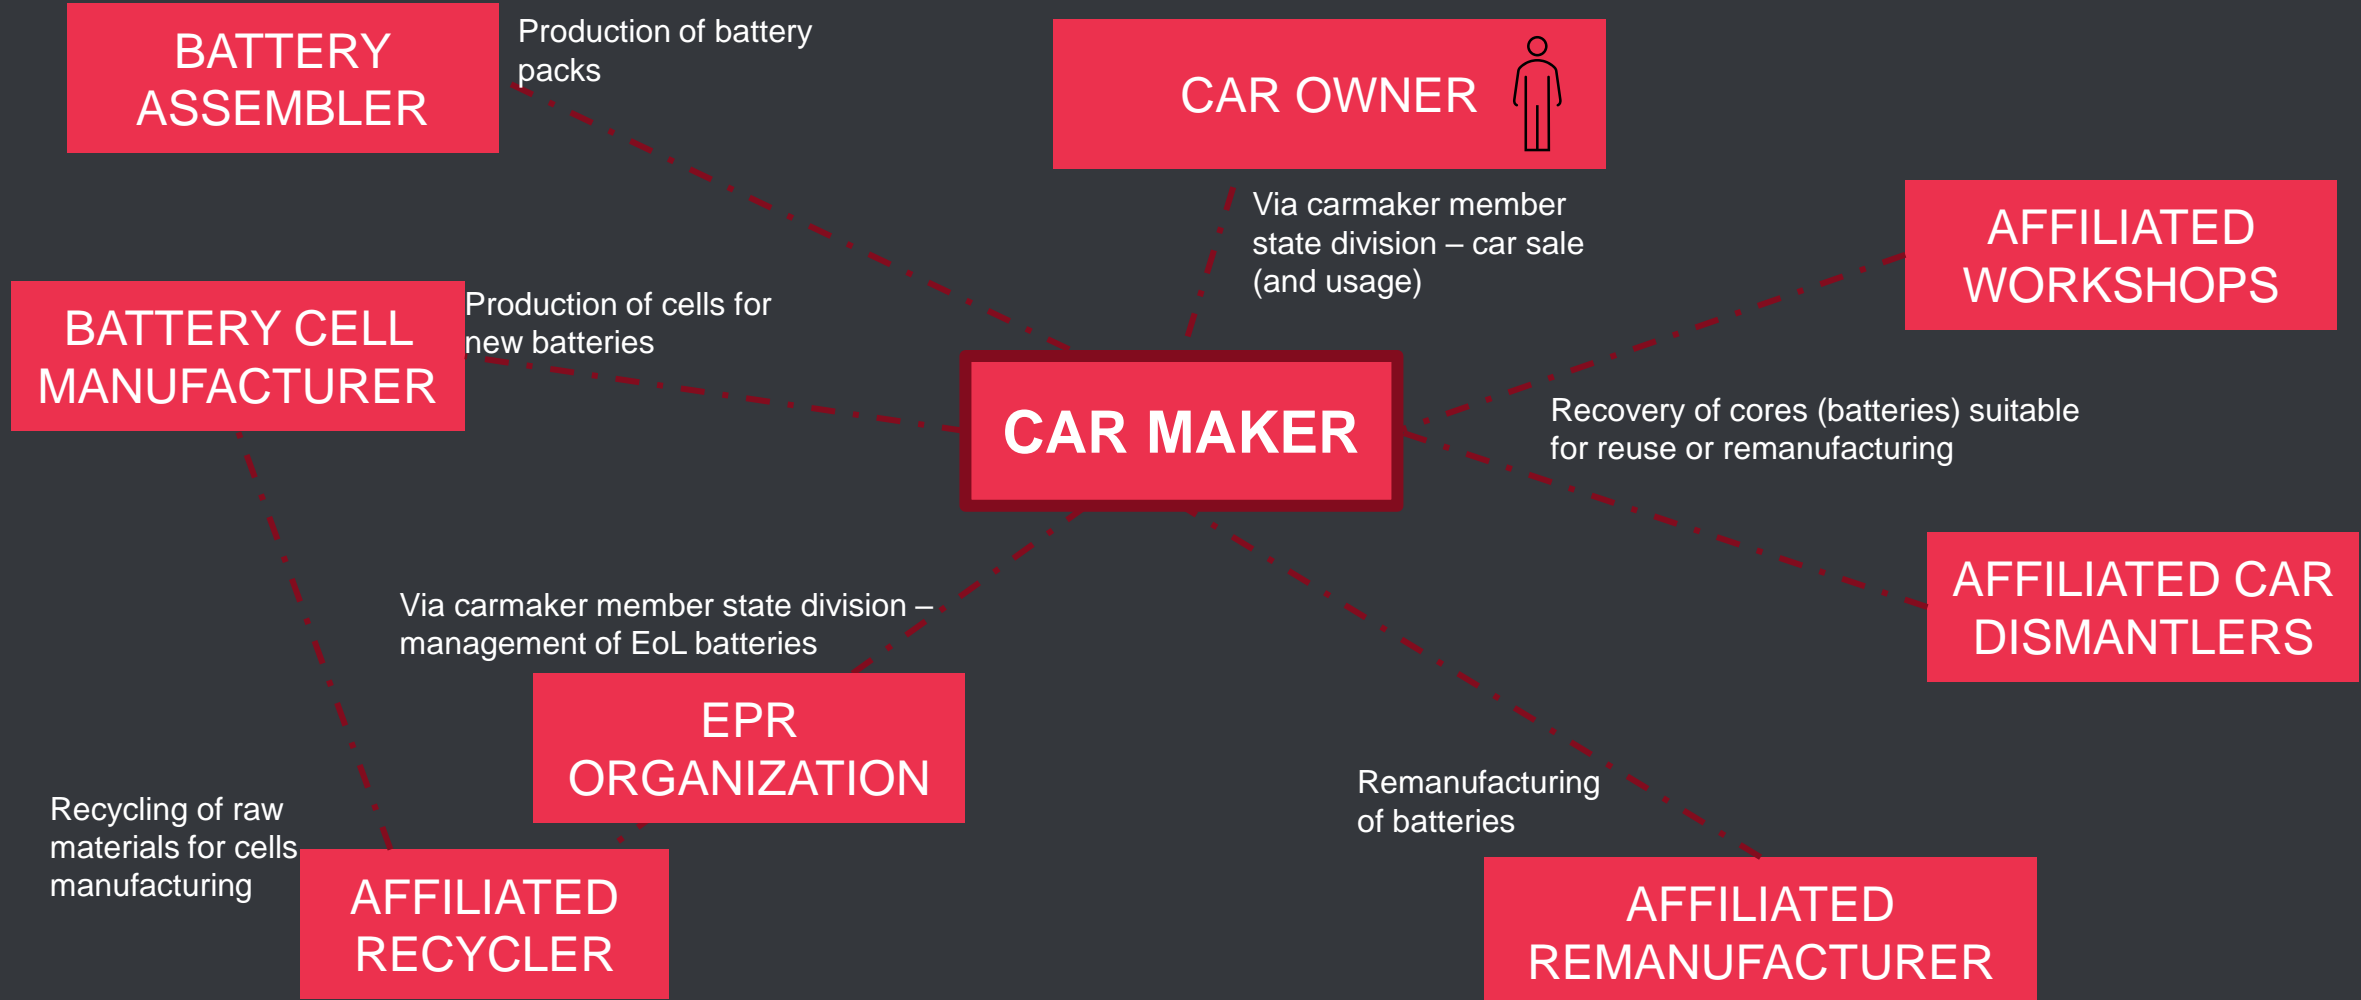 BATTERY
ASSEMBLER
Production of battery
packs
CAR OWNER
Via carmaker member
state division – car sale
(and usage)
AFFILIATED
WORKSHOPS
BATTERY CELL
MANUFACTURER
Production of cells for
new batteries
CAR MAKER
Recovery of cores (batteries) suitable
for reuse or remanufacturing
AFFILIATED CAR
DISMANTLERS
Via carmaker member state division –
management of EoL batteries
EPR
ORGANIZATION
Recycling of raw
materials for cells
manufacturing
AFFILIATED
RECYCLER
Remanufacturing
of batteries
AFFILIATED
REMANUFACTURER